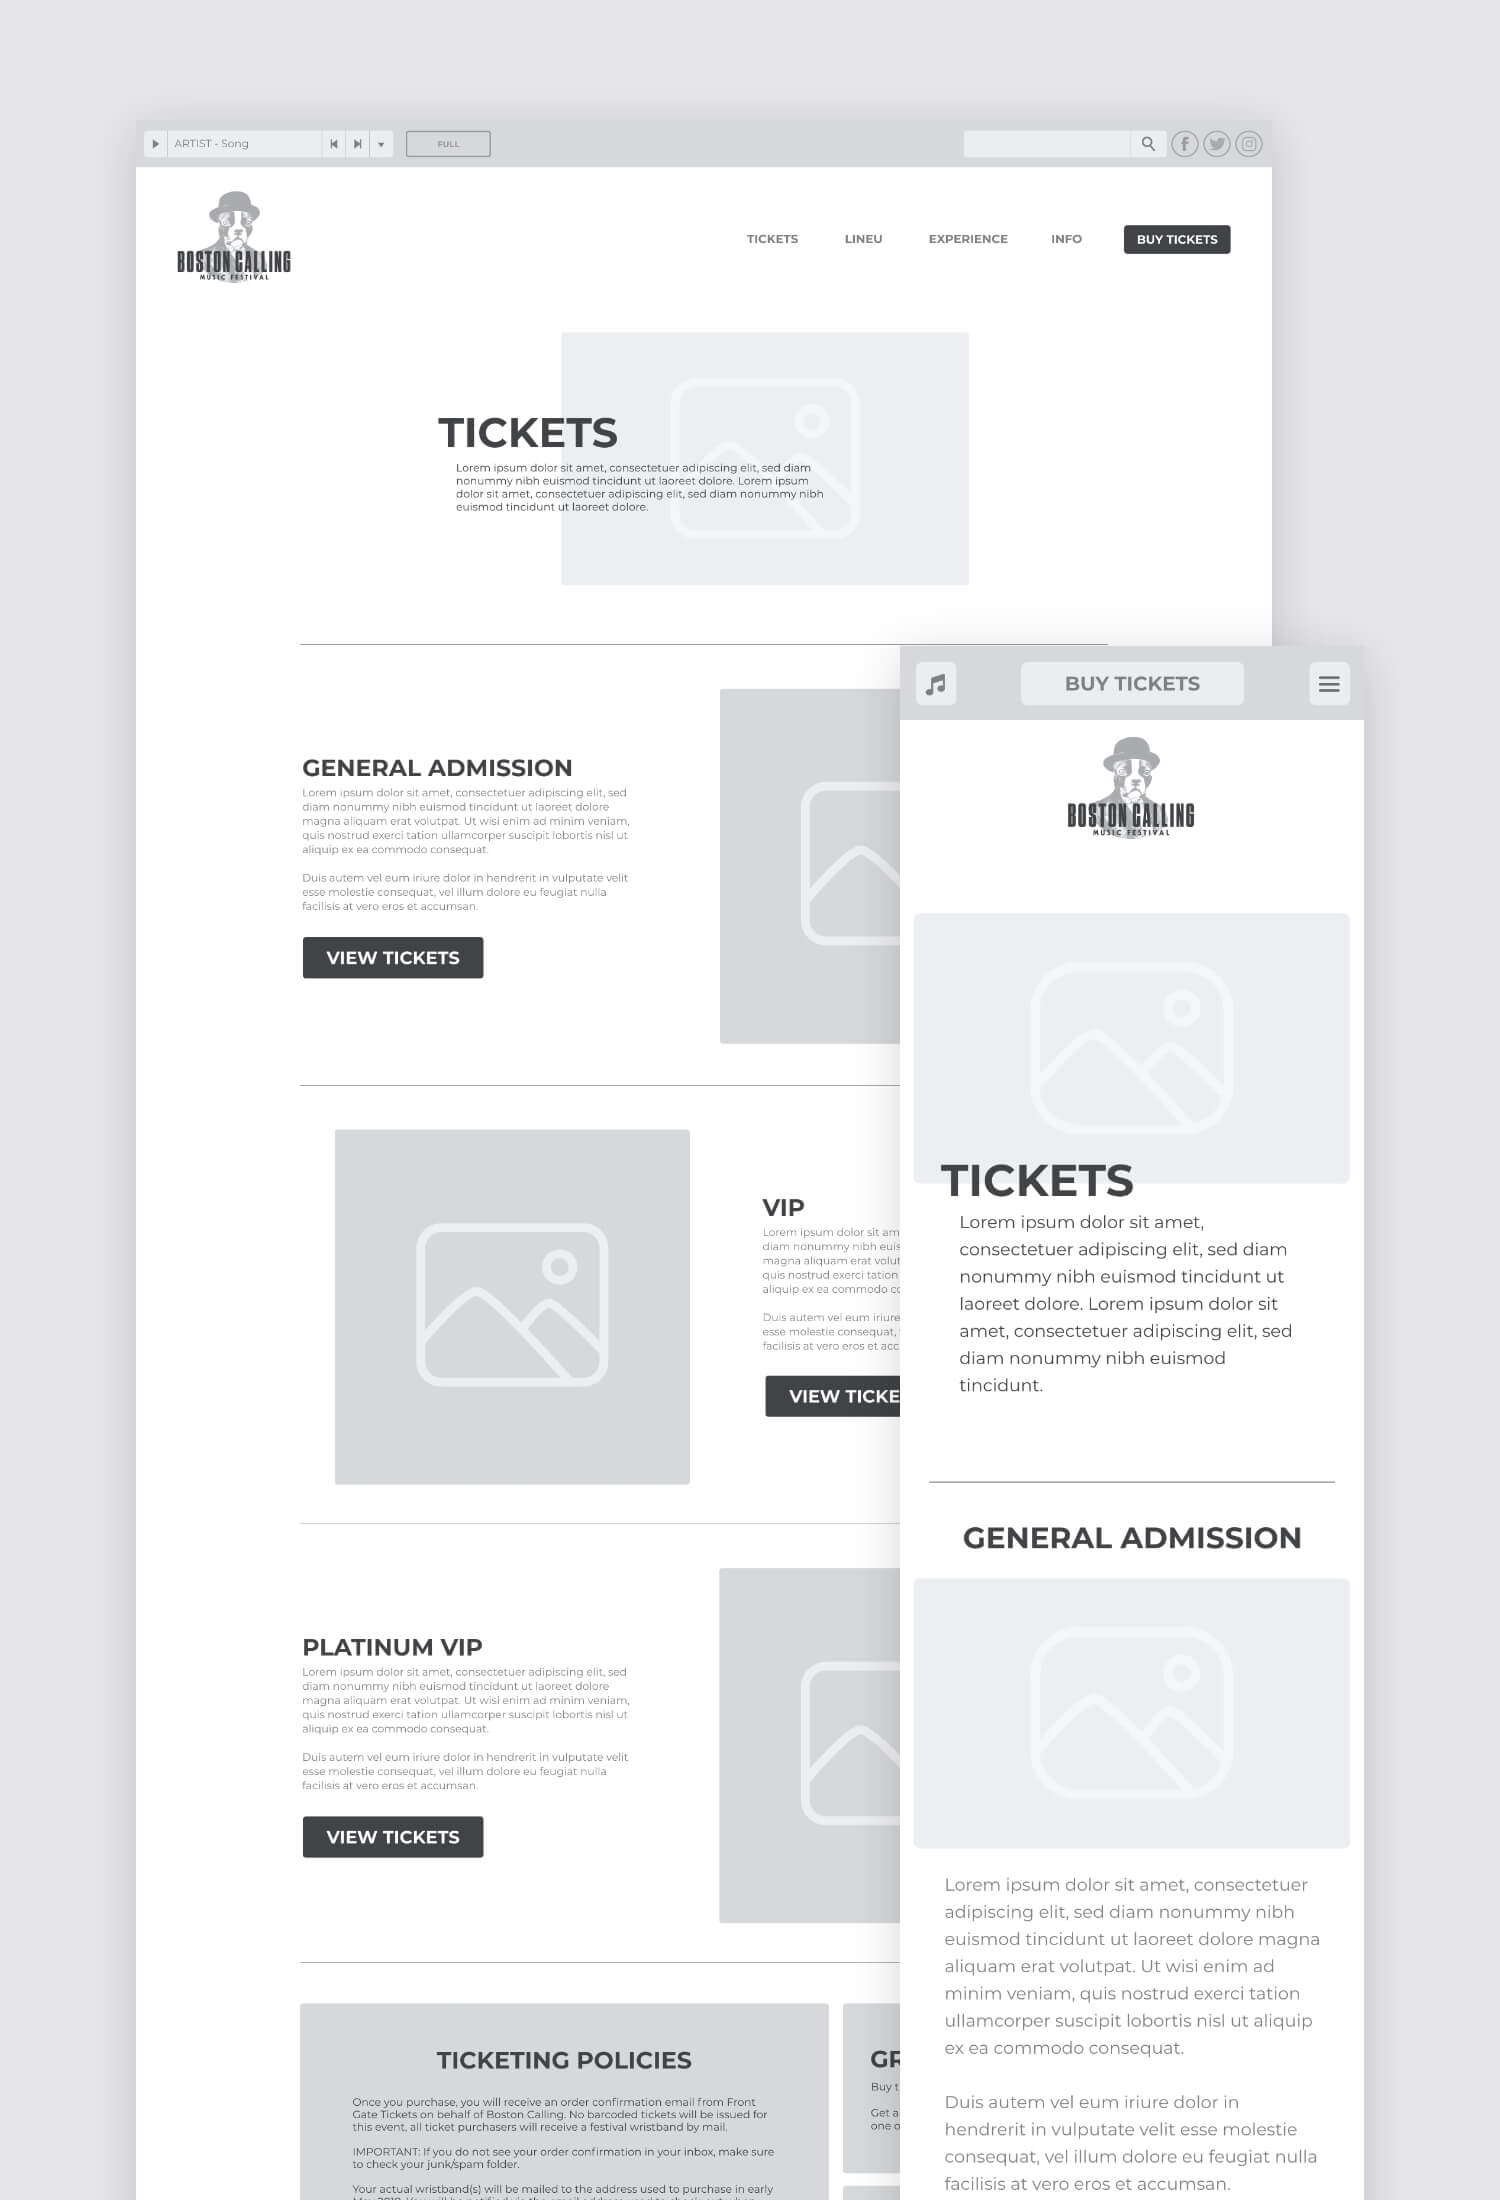 ARTIST - Song
FULL
BOSTON CALLING
MUSIC FESTIVAL
TICKETS
LINEU
EXPERIENCE
INFO
BUY TICKETS
TICKETS
Lorem ipsum dolor sit amet, consectetuer adipiscing elit, sed diam
nonummy nibh euismod tincidunt ut laoreet dolore. Lorem ipsum
dolor sit amet, consectetuer adipiscing elit, sed diam nonummy nibh
euismod tincidunt ut laoreet dolore.
GENERAL ADMISSION
Lorem ipsum dolor sit amet, consectetuer adipiscing elit, sed
diam nonummy nibh euismod tincidunt ut laoreet dolore
magna aliquam erat volutpat. Ut wisi enim ad minim veniam,
quis nostrud exerci tation ullamcorper suscipit lobortis nisl ut
aliquip ex ea commodo consequat.
Duis autem vel eum iriure dolor in hendrerit in vulputate velit
esse molestie consequat, vel illum dolore eu feugiat nulla
facilisis at vero eros et accumsan.
VIEW TICKETS
VIP
Lorem ipsum dolor sit am
diam nonummy nibh euis
magna aliquam erat volut
quis nostrud exerci tation
aliquip ex ea commodo co
Duis autem vel eum iriure
esse molestie consequat,
facilisis at vero eros et acc
VIEW TICKE
PLATINUM VIP
Lorem ipsum dolor sit amet, consectetuer adipiscing elit, sed
diam nonummy nibh euismod tincidunt ut laoreet dolore
magna aliquam erat volutpat. Ut wisi enim ad minim veniam,
quis nostrud exerci tation ullamcorper suscipit lobortis nisl ut
aliquip ex ea commodo consequat.
Duis autem vel eum iriure dolor in hendrerit in vulputate velit
esse molestie consequat, vel illum dolore eu feugiat nulla
facilisis at vero eros et accumsan.
VIEW TICKETS
TICKETING POLICIES
Once you purchase, you will receive an order confirmation email from Front
Gate Tickets on behalf of Boston Calling. No barcoded tickets will be issued for
this event, all ticket purchasers will receive a festival wristband by mail.
IMPORTANT: If you do not see your order confirmation in your inbox, make sure
to check your junk/spam folder.
Your actual wristband(s) will be mailed to the address used to purchase in early
GR
Buy t
Get a
one o
BUY TICKETS
BOSTON CALLING
MUSIC FESTIVAL
TICKETS
Lorem ipsum dolor sit amet,
consectetuer adipiscing elit, sed diam
nonummy nibh euismod tincidunt ut
laoreet dolore. Lorem ipsum dolor sit
amet, consectetuer adipiscing elit, sed
diam nonummy nibh euismod
tincidunt.
GENERAL ADMISSION
Lorem ipsum dolor sit amet, consectetuer
adipiscing elit, sed diam nonummy nibh
euismod tincidunt ut laoreet dolore magna
aliquam erat volutpat. Ut wisi enim ad
minim veniam, quis nostrud exerci tation
ullamcorper suscipit lobortis nisl ut aliquip
ex ea commodo consequat.
Duis autem vel eum iriure dolor in
hendrerit in vulputate velit esse molestie
consequat, vel illum dolore eu feugiat nulla
facilisis at vero eros et accumsan.